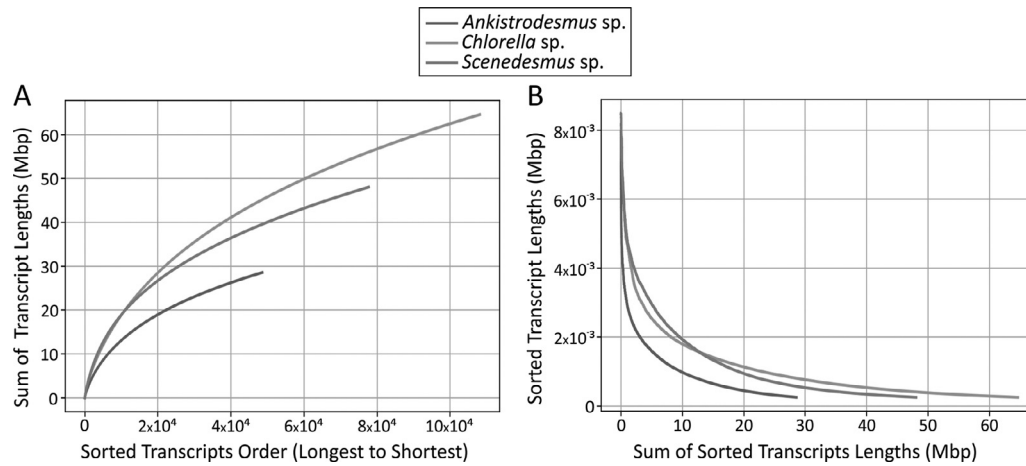 Ankistrodesmus sp.
Chlorella sp.
Scenedesmus sp.
A
Sum of Transcript Lengths (Mbp)
60
50
40
30
20
10
0
0
2x10⁴
4x10⁴
6x10⁴
8x10⁴
10x10⁴
Sorted Transcripts Order (Longest to Shortest)
B
Sorted Transcript Lengths (Mbp)
8x10⁻³
6x10⁻³
4x10⁻³
2x10⁻³
0
0
10
20
30
40
50
60
Sum of Sorted Transcripts Lengths (Mbp)